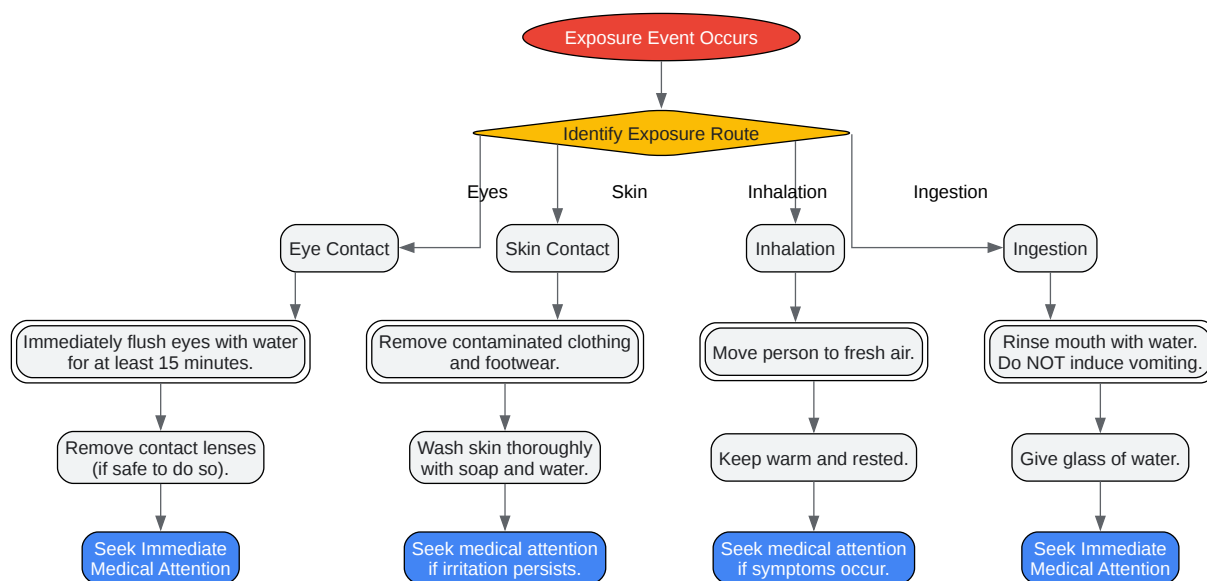 Exposure Event Occurs
Identify Exposure Route
Eyes
Skin
Inhalation
Ingestion
Eye Contact
Skin Contact
Inhalation
Ingestion
Immediately flush eyes with water
for at least 15 minutes.
Remove contaminated clothing
and footwear.
Move person to fresh air.
Rinse mouth with water.
Do NOT induce vomiting.
Remove contact lenses
(if safe to do so).
Wash skin thoroughly
with soap and water.
Keep warm and rested.
Give glass of water.
Seek Immediate
Medical Attention
Seek medical attention
if irritation persists.
Seek medical attention
if symptoms occur.
Seek Immediate
Medical Attention